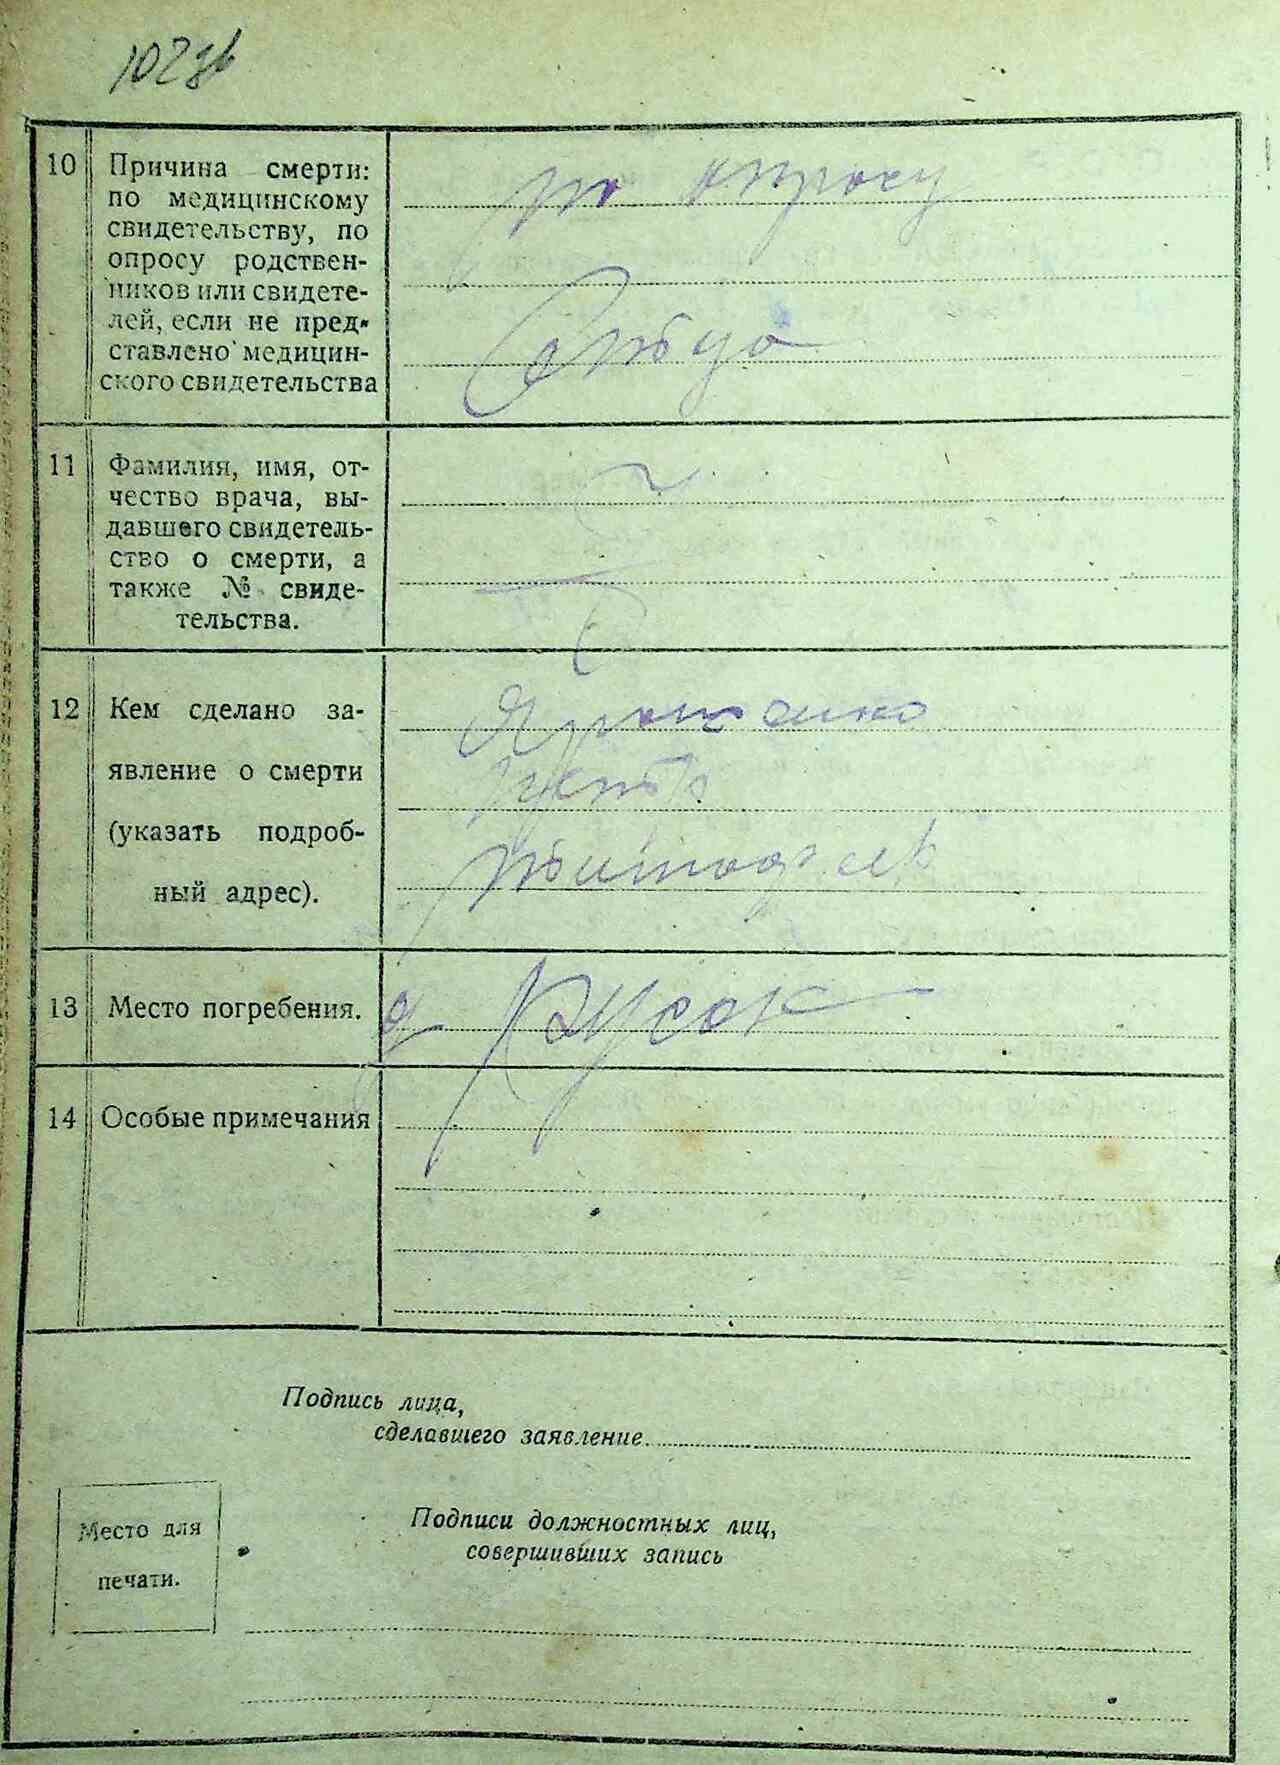 10 Причина смерти:
по медицинскому
свидетельству, по
опросу родствен-
ников или свидете-
лей, если не пред-
ставлено медицин-
ского свидетельства
по опросу
11 Фамилия, имя, от-
чество врача, вы-
давшего свидетель-
ство о смерти, а
также № свиде-
тельства.
12 Кем сделано за-
явление о смерти
(указать подроб-
ный адрес).
13 Место погребения.
14 Особые примечания
Подпись лица,
сделавшего заявление
Место для
печати.
Подписи должностных лиц,
совершивших запись